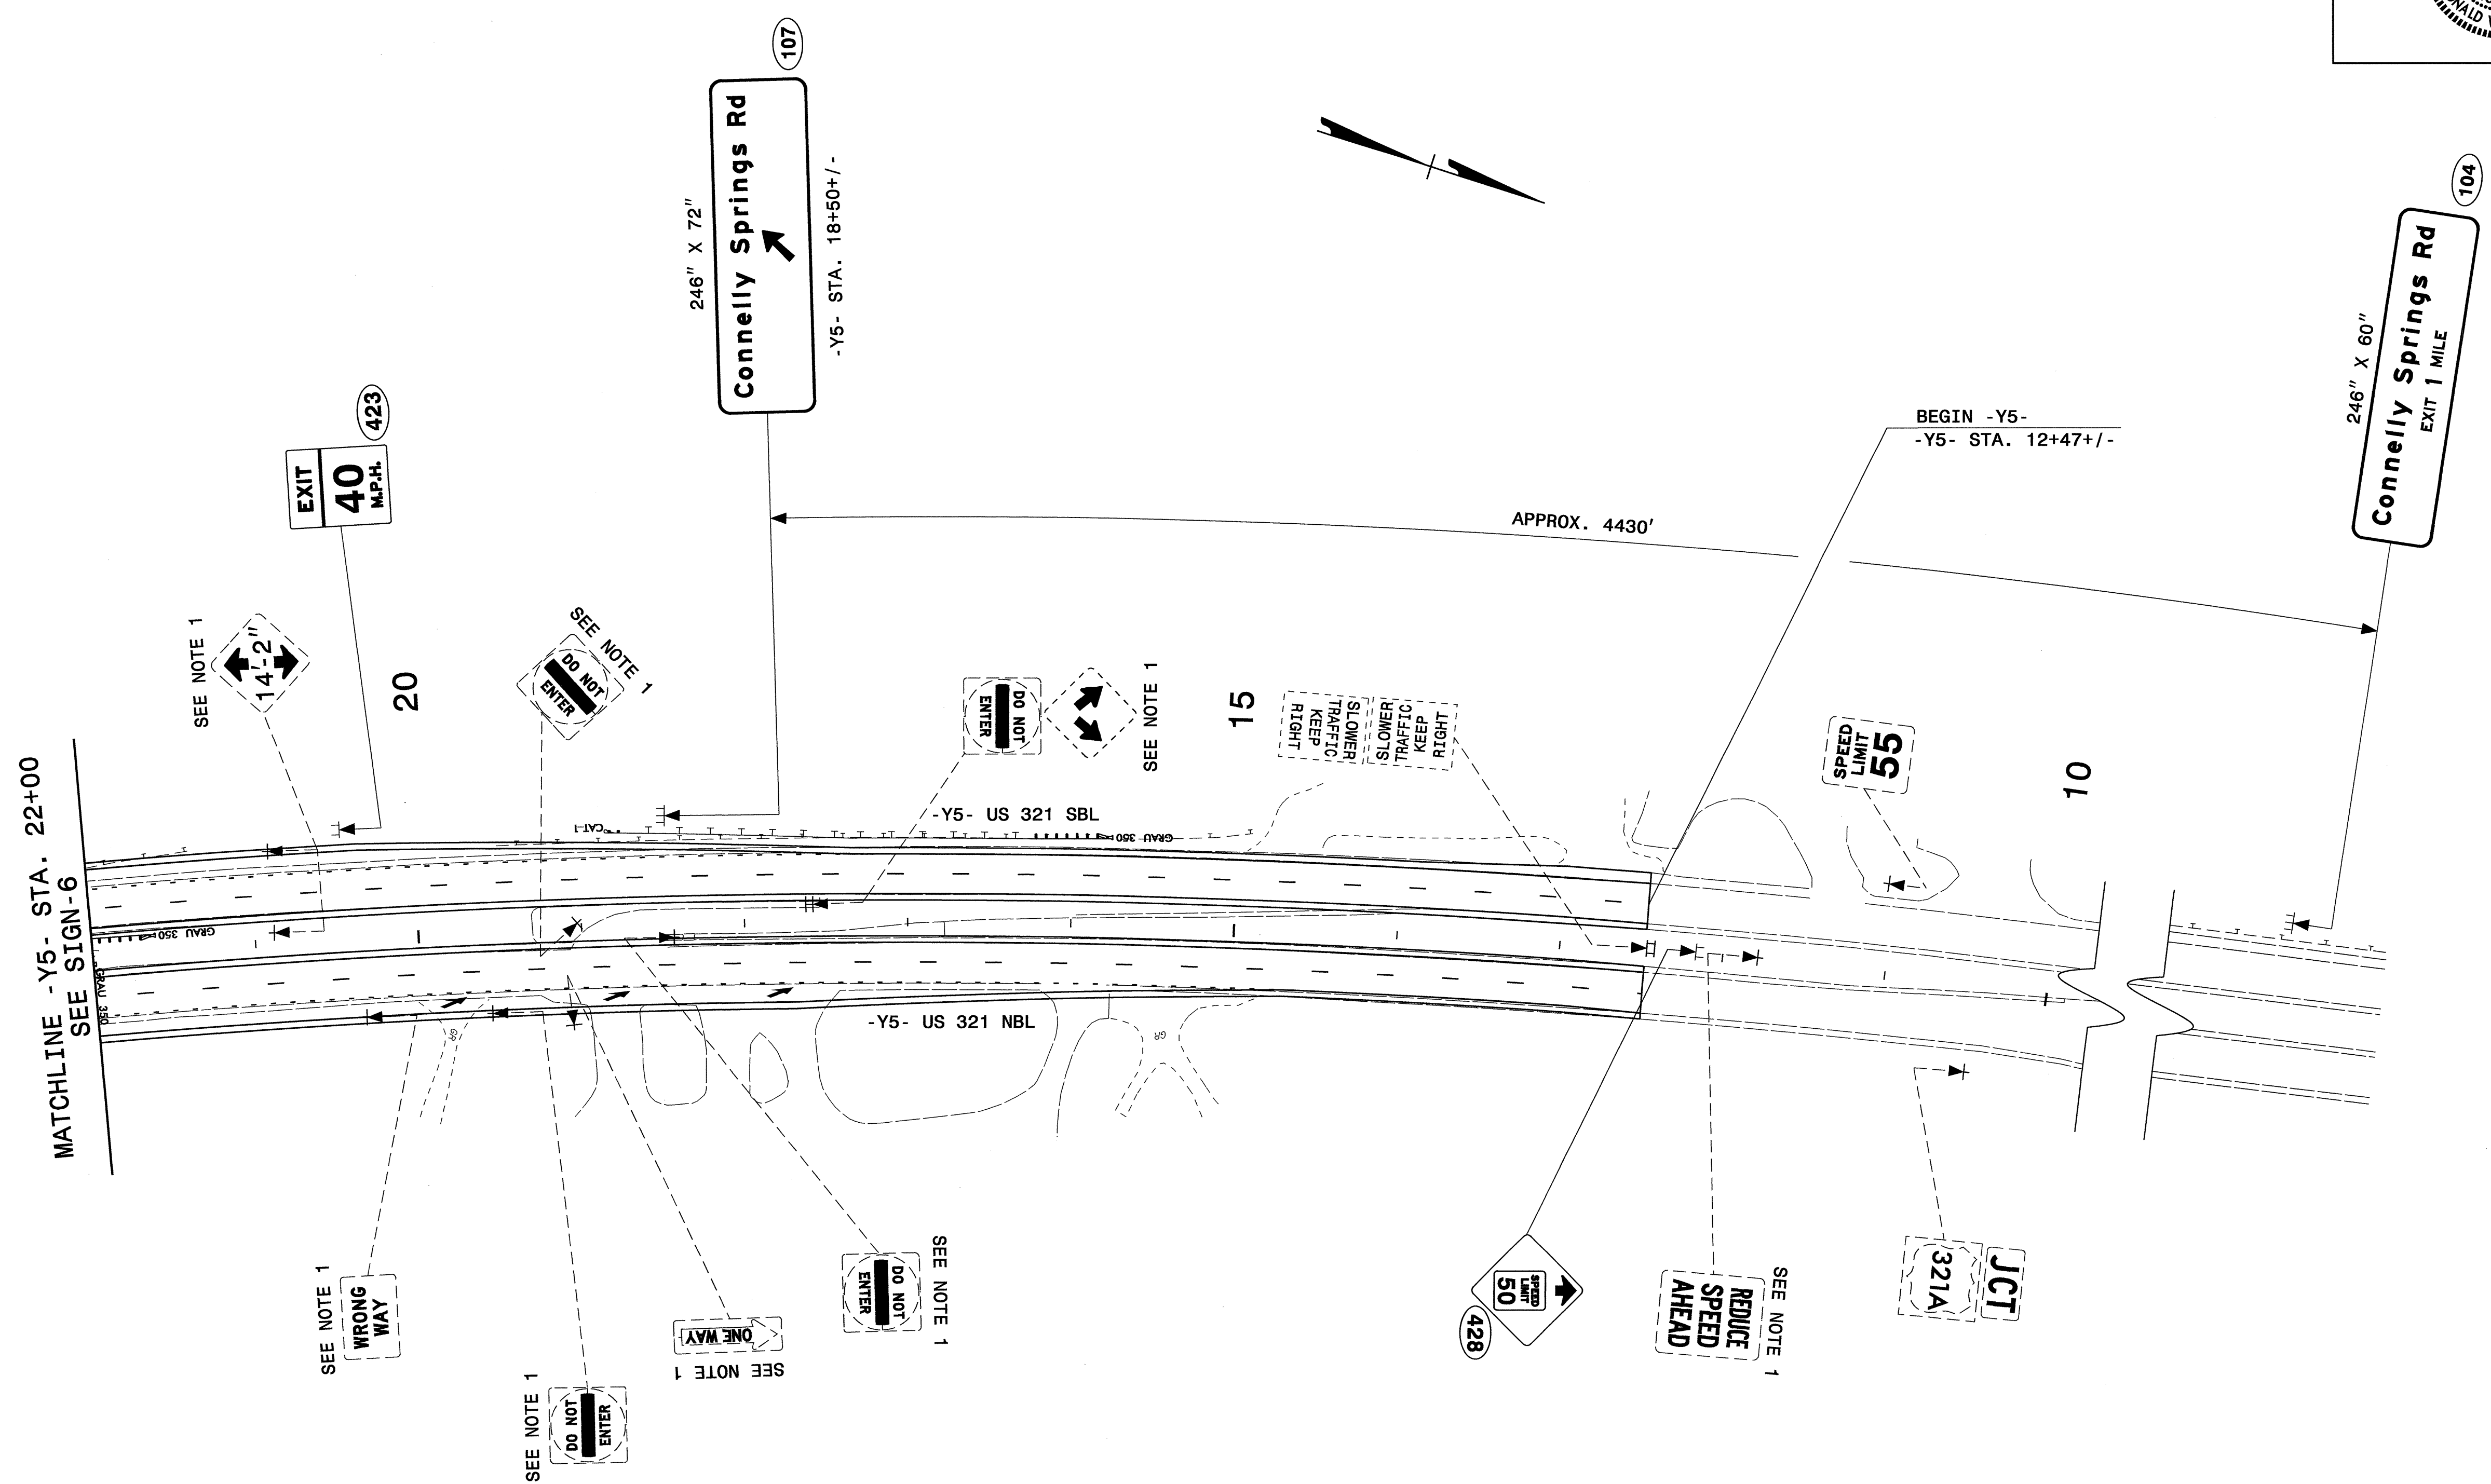 NALD
107
Connelly Springs Rd
246" X 72"
-Y5- STA. 18+50+/-
104
Connelly Springs Rd
EXIT 1 MILE
246" X 60"
423
EXIT
40
M.P.H.
BEGIN -Y5-
-Y5- STA. 12+47+/-
APPROX. 4430'
SEE NOTE 1
14'-2"
20
SEE NOTE 1
DO NOT
ENTER
DO NOT
ENTER
SEE NOTE 1
15
SLOWER
TRAFFIC
KEEP
RIGHT
SLOWER
TRAFFIC
KEEP
RIGHT
SPEED
LIMIT
55
10
MATCHLINE -Y5- STA. 22+00
SEE SIGN-6
CAT-1
-Y5- US 321 SBL
GRAU 350
GRAU 350
GRAU 350
-Y5- US 321 NBL
GR
GR
SEE NOTE 1
WRONG
WAY
SEE NOTE 1
DO NOT
ENTER
ONE WAY
SEE NOTE 1
DO NOT
ENTER
SEE NOTE 1
428
SPEED
LIMIT
50
REDUCE
SPEED
AHEAD
SEE NOTE 1
JCT
321A